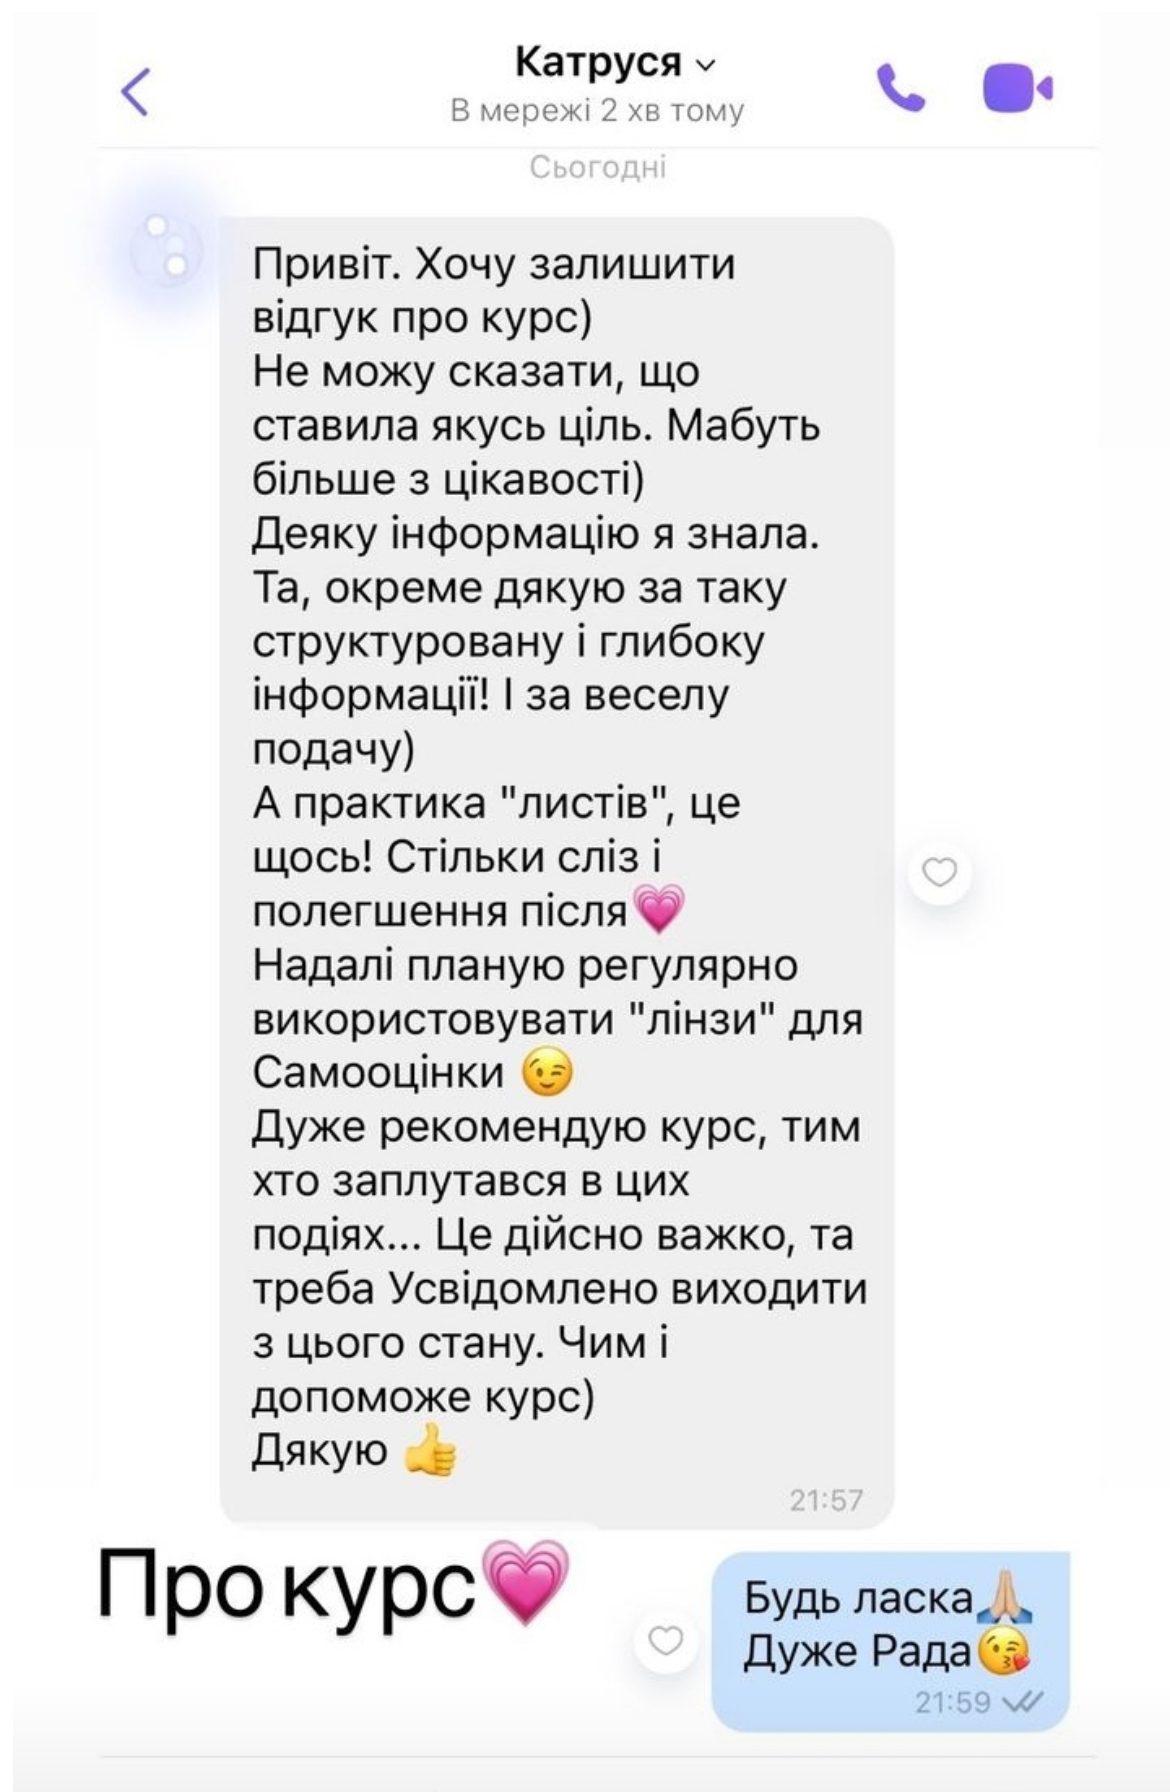 Катруся
В мережі 2 хв тому
Сьогодні
Привіт. Хочу залишити
відгук про курс)
Не можу сказати, що
ставила якусь ціль. Мабуть
більше з цікавості)
Деяку інформацію я знала.
Та, окреме дякую за таку
структуровану і глибоку
інформації! І за веселу
подачу)
А практика "листів", це
щось! Стільки сліз і
полегшення після💗
Надалі планую регулярно
використовувати "лінзи" для
Самооцінки 😉
Дуже рекомендую курс, тим
хто заплутався в цих
подіях... Це дійсно важко, та
треба Усвідомлено виходити
з цього стану. Чим і
допоможе курс)
Дякую 👍
21:57
Про курс💗
Будь ласка🙏🏼
Дуже Рада😘
21:59